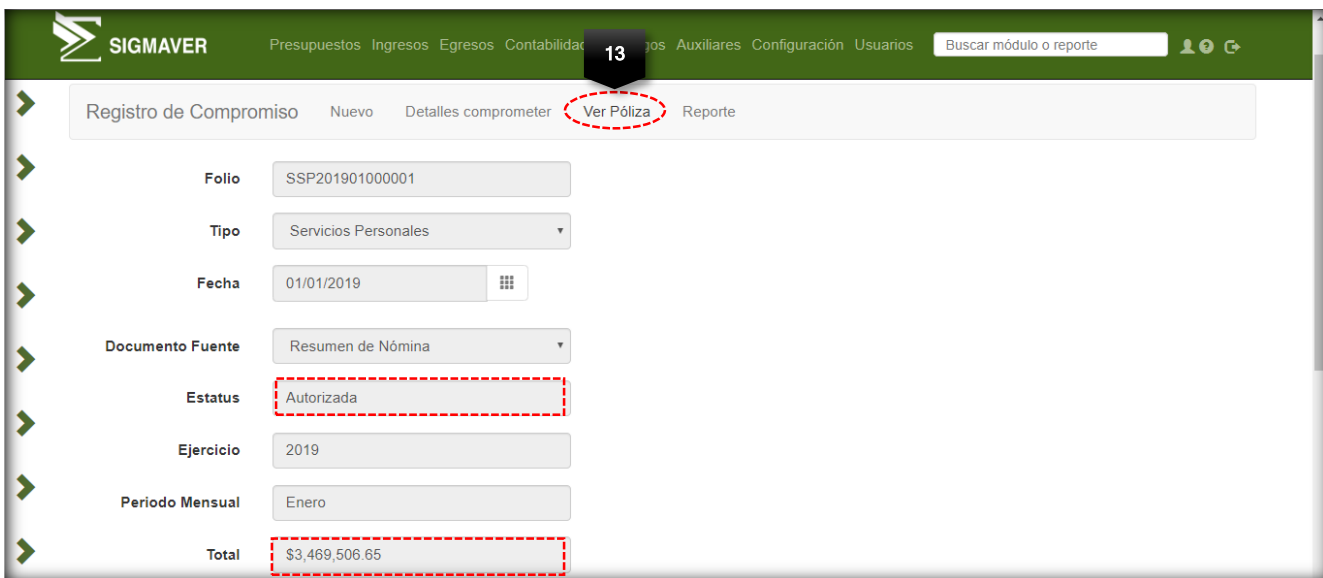 SIGMAVER Presupuestos Ingresos Egresos Contabilidad gos Auxiliares Configuración Usuarios Buscar módulo o reporte
13
Registro de Compromiso Nuevo Detalles comprometer Ver Póliza Reporte
Folio SSP201901000001
Tipo Servicios Personales
Fecha 01/01/2019
Documento Fuente Resumen de Nómina
Estatus Autorizada
Ejercicio 2019
Periodo Mensual Enero
Total $3,469,506.65